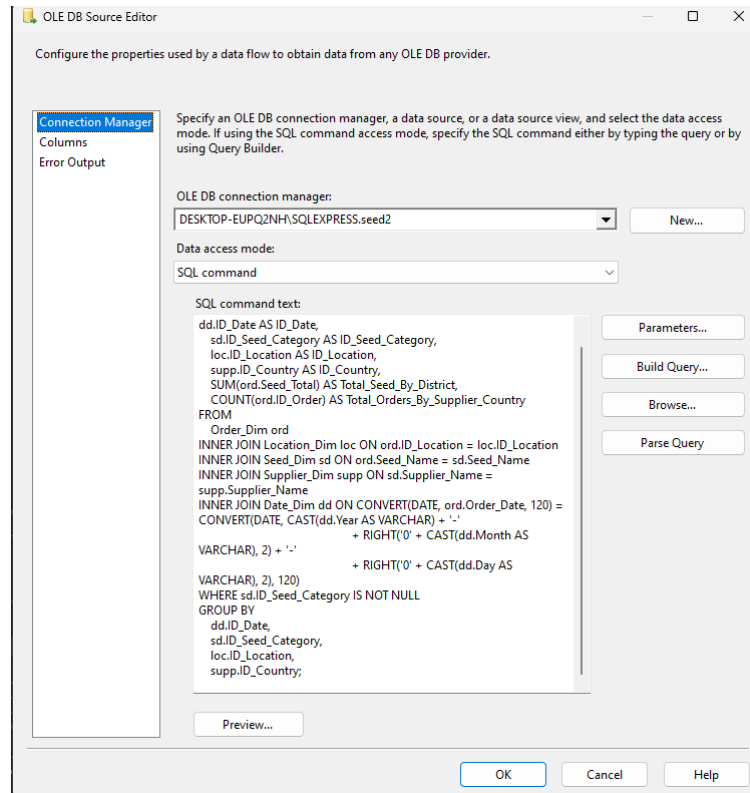 OLE DB Source Editor
Configure the properties used by a data flow to obtain data from any OLE DB provider.
Connection Manager
Columns
Error Output
Specify an OLE DB connection manager, a data source, or a data source view, and select the data access
mode. If using the SQL command access mode, specify the SQL command either by typing the query or by
using Query Builder.
OLE DB connection manager:
DESKTOP-EUPQ2NH\SQLEXPRESS.seed2
New...
Data access mode:
SQL command
SQL command text:
dd.ID_Date AS ID_Date,
sd.ID_Seed_Category AS ID_Seed_Category,
loc.ID_Location AS ID_Location,
supp.ID_Country AS ID_Country,
SUM(ord.Seed_Total) AS Total_Seed_By_District,
COUNT(ord.ID_Order) AS Total_Orders_By_Supplier_Country
FROM
Order_Dim ord
INNER JOIN Location_Dim loc ON ord.ID_Location = loc.ID_Location
INNER JOIN Seed_Dim sd ON ord.Seed_Name = sd.Seed_Name
INNER JOIN Supplier_Dim supp ON sd.Supplier_Name =
supp.Supplier_Name
INNER JOIN Date_Dim dd ON CONVERT(DATE, ord.Order_Date, 120) =
CONVERT(DATE, CAST(dd.Year AS VARCHAR) + '-'
+ RIGHT('0' + CAST(dd.Month AS
VARCHAR), 2) + '-'
+ RIGHT('0' + CAST(dd.Day AS
VARCHAR), 2), 120)
WHERE sd.ID_Seed_Category IS NOT NULL
GROUP BY
dd.ID_Date,
sd.ID_Seed_Category,
loc.ID_Location,
supp.ID_Country;
Parameters...
Build Query...
Browse...
Parse Query
Preview...
OK
Cancel
Help